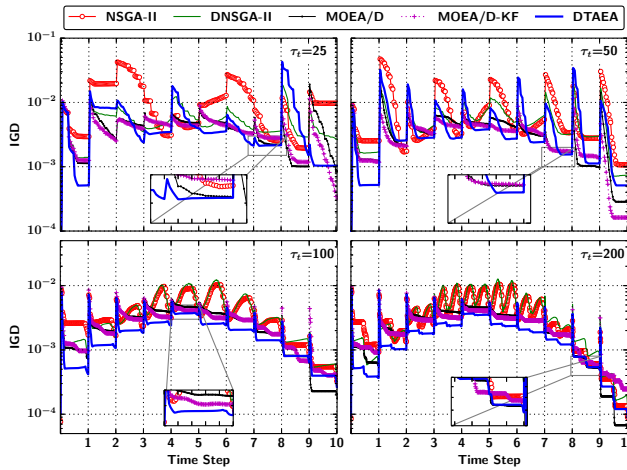 NSGA-II DNSGA-II MOEA/D MOEA/D-KF DTAEA
τt=25 τt=50
10⁻¹ 
IGD
10⁻²
10⁻³
10⁻⁴
τt=100 τt=200
IGD
10⁻²
10⁻³
10⁻⁴
1 2 3 4 5 6 7 8 9 10 1 2 3 4 5 6 7 8 9 1
Time Step Time Step